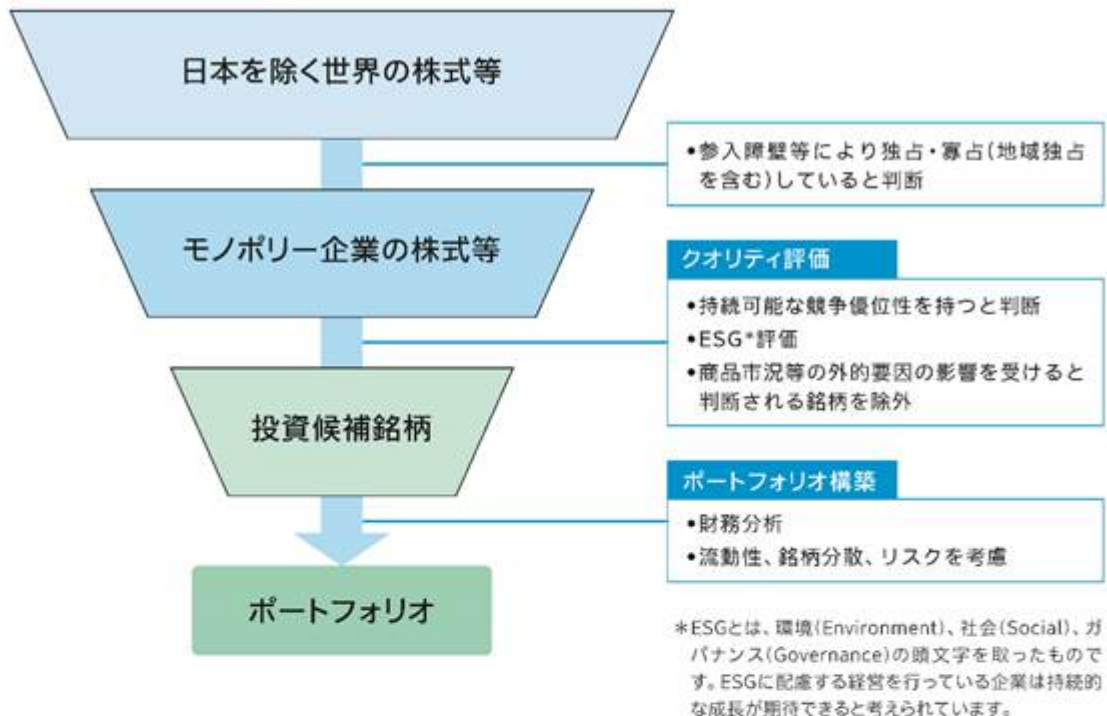 日本を除く世界の株式等
•参入障壁等により独占・寡占(地域独占
を含む)していると判断
モノポリー企業の株式等
クオリティ評価
•持続可能な競争優位性を持つと判断
•ESG*評価
•商品市況等の外的要因の影響を受けると
判断される銘柄を除外
投資候補銘柄
ポートフォリオ構築
•財務分析
•流動性、銘柄分散、リスクを考慮
ポートフォリオ
*ESGとは、環境(Environment)、社会(Social)、ガ
バナンス(Governance)の頭文字を取ったもので
す。ESGに配慮する経営を行っている企業は持続的
な成長が期待できると考えられています。